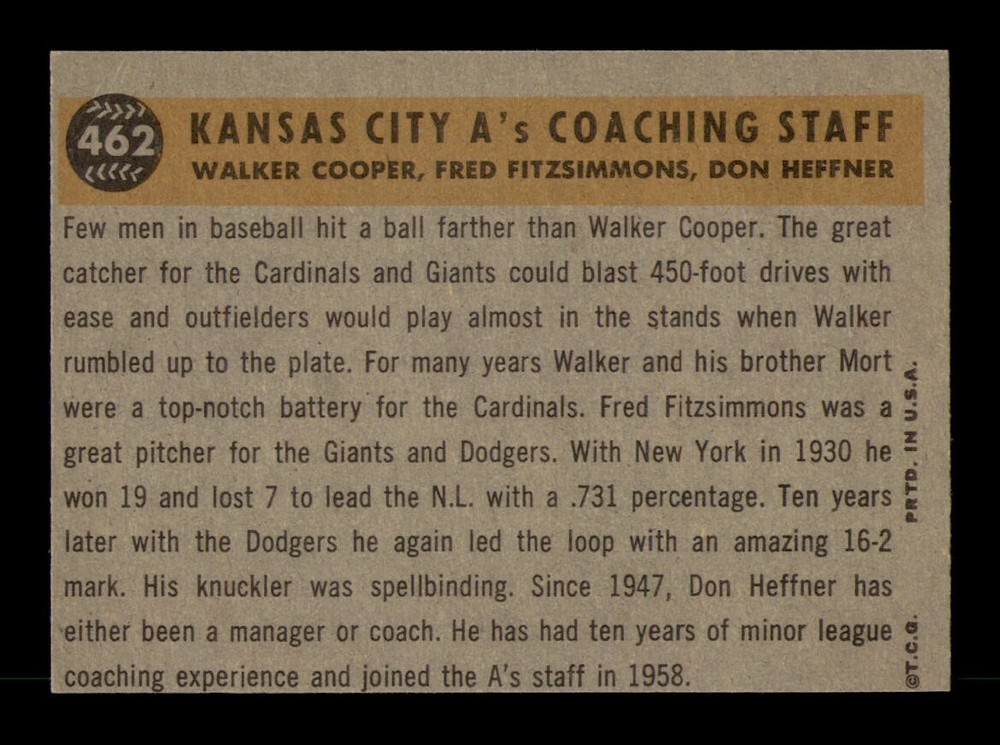 462
KANSAS CITY A's COACHING STAFF
WALKER COOPER, FRED FITZSIMMONS, DON HEFFNER
Few men in baseball hit a ball farther than Walker Cooper. The great
catcher for the Cardinals and Giants could blast 450-foot drives with
ease and outfielders would play almost in the stands when Walker
rumbled up to the plate. For many years Walker and his brother Mort
were a top-notch battery for the Cardinals. Fred Fitzsimmons was a
great pitcher for the Giants and Dodgers. With New York in 1930 he
won 19 and lost 7 to lead the N.L. with a .731 percentage. Ten years
later with the Dodgers he again led the loop with an amazing 16-2
mark. His knuckler was spellbinding. Since 1947, Don Heffner has
either been a manager or coach. He has had ten years of minor league
coaching experience and joined the A's staff in 1958.
©T.C.G. PRTD. IN U.S.A.